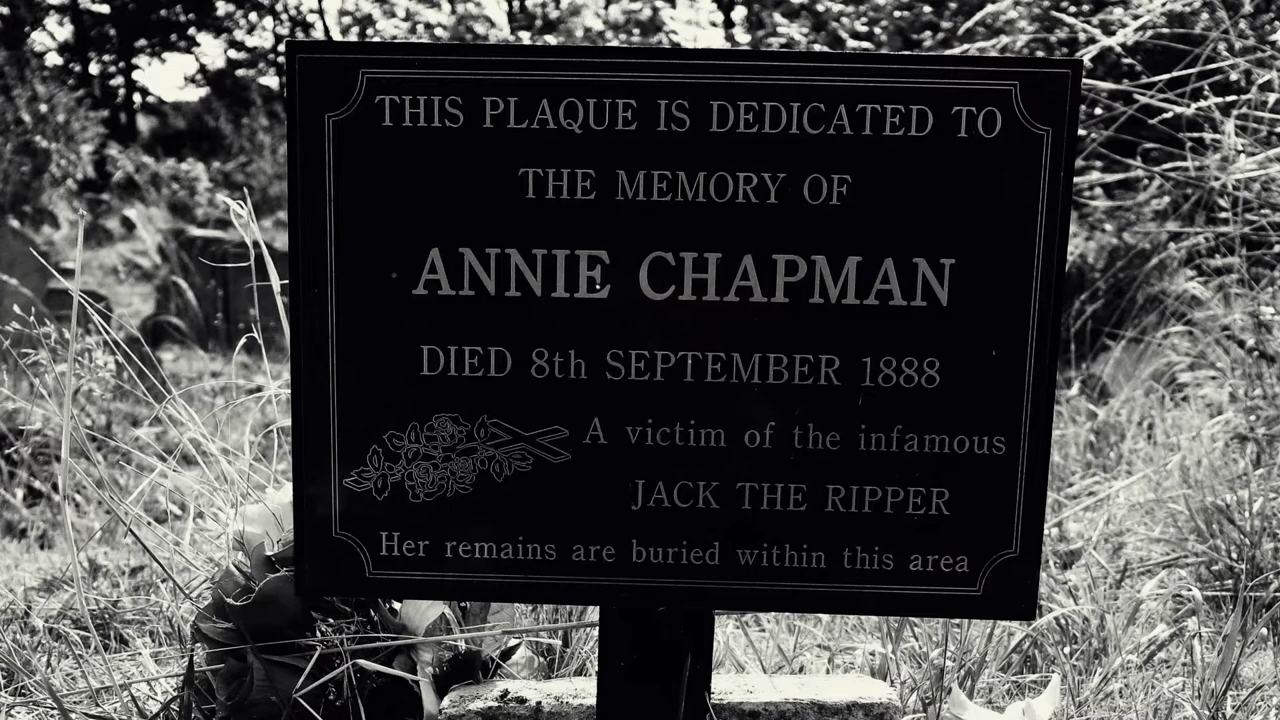 THIS PLAQUE IS DEDICATED TO
THE MEMORY OF
ANNIE CHAPMAN
DIED 8th SEPTEMBER 1888
A victim of the infamous
JACK THE RIPPER
Her remains are buried within this area